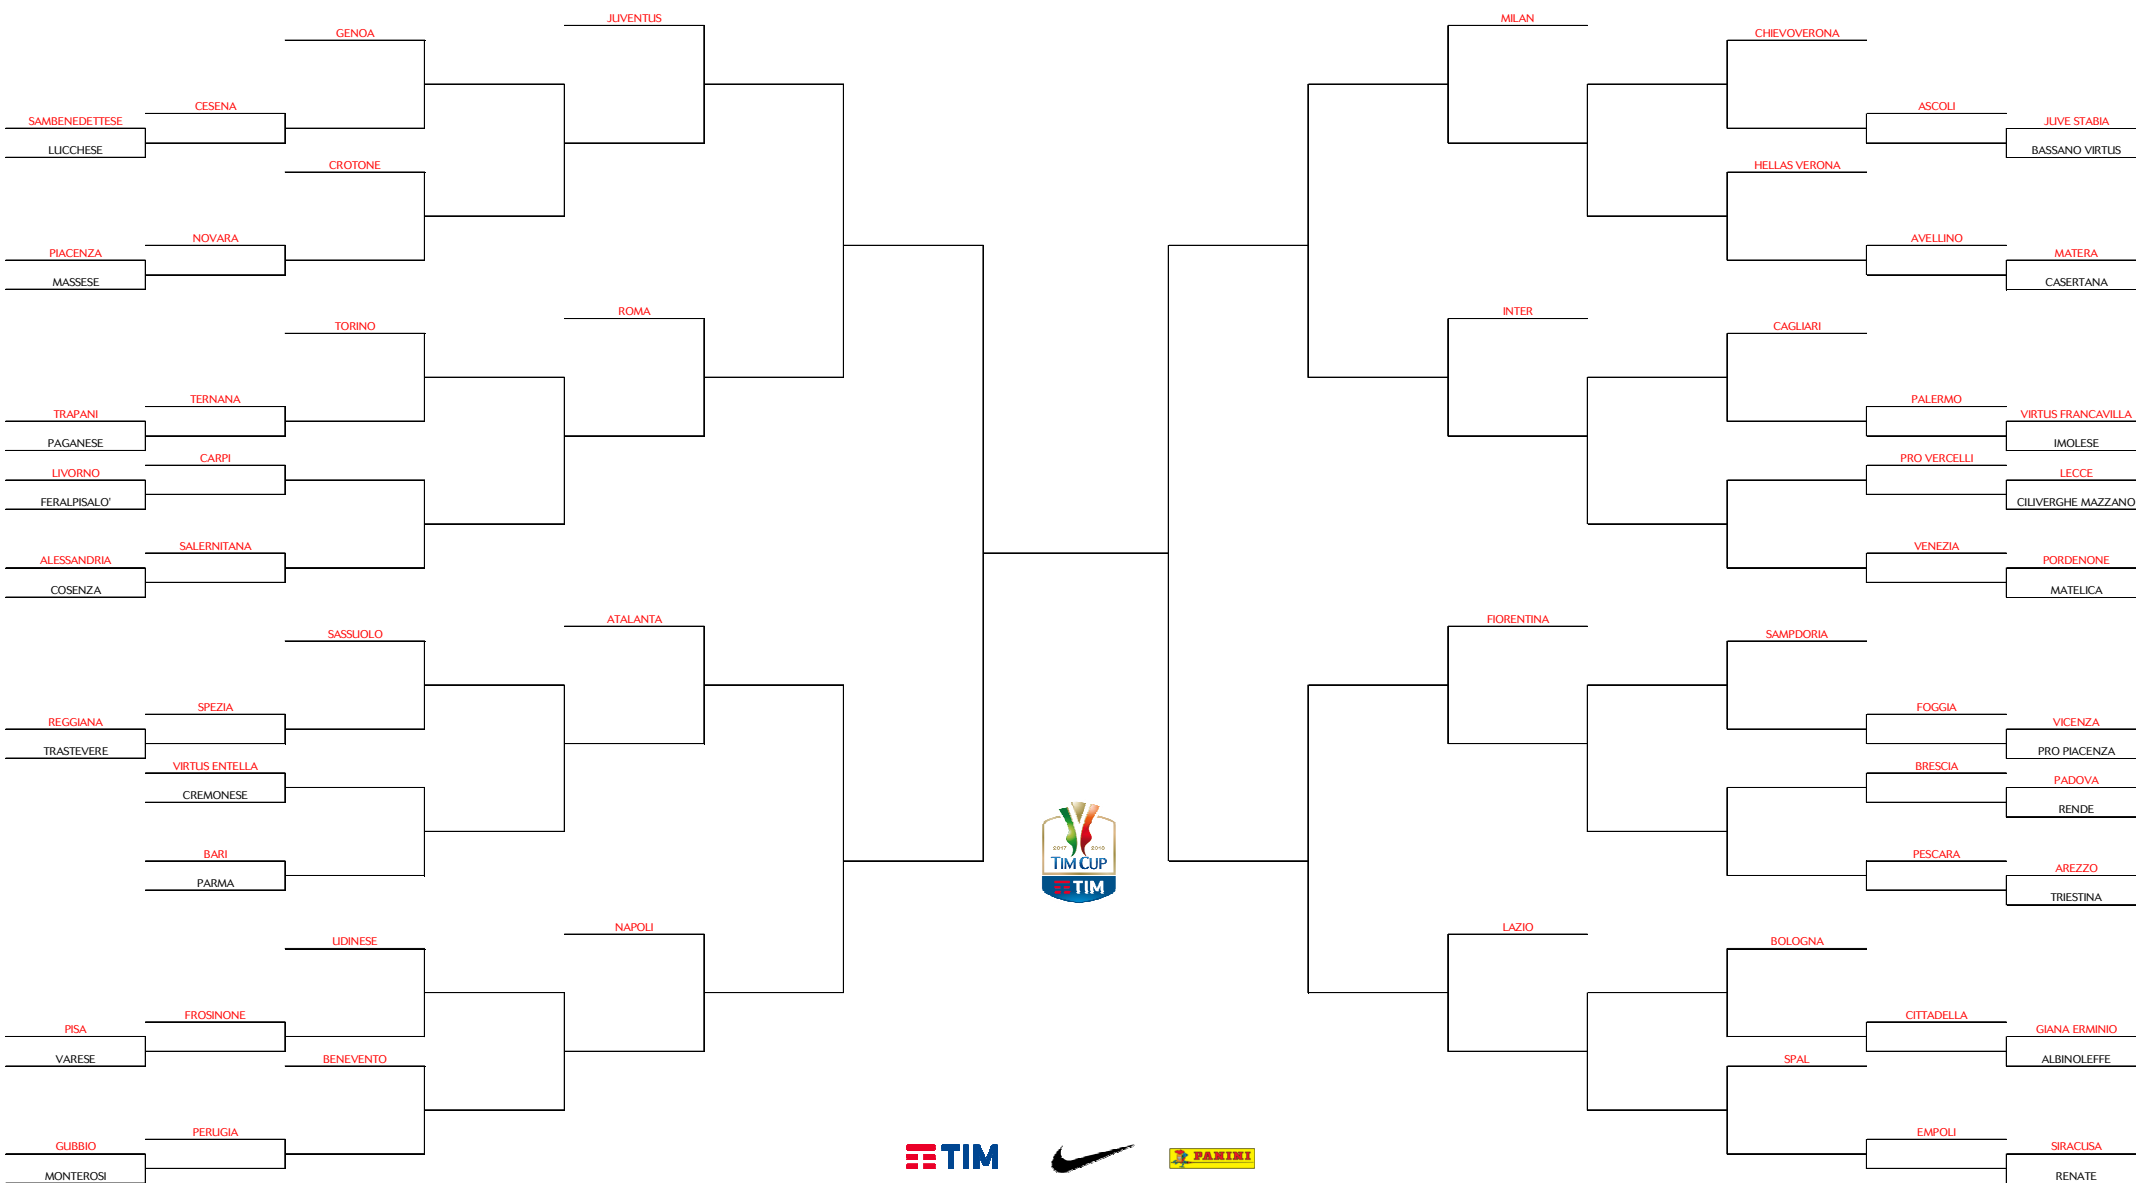 JUVENTUS
GENOA
CESENA
SAMBENEDETTESE
LUCCHESE
CROTONE
NOVARA
PIACENZA
MASSESE
ROMA
TORINO
TERNANA
TRAPANI
PAGANESE
CARPI
LIVORNO
FERALPISALO'
SALERNITANA
ALESSANDRIA
COSENZA
ATALANTA
SASSUOLO
SPEZIA
REGGIANA
TRASTEVERE
VIRTUS ENTELLA
CREMONESE
BARI
PARMA
NAPOLI
UDINESE
FROSINONE
PISA
VARESE
BENEVENTO
PERUGIA
GUBBIO
MONTEROSI
MILAN
CHIEVOVERONA
ASCOLI
JUVE STABIA
BASSANO VIRTUS
HELLAS VERONA
AVELLINO
MATERA
CASERTANA
INTER
CAGLIARI
PALERMO
VIRTUS FRANCAVILLA
IMOLESE
PRO VERCELLI
LECCE
CILIVERGHE MAZZANO
VENEZIA
PORDENONE
MATELICA
FIORENTINA
SAMPDORIA
FOGGIA
VICENZA
PRO PIACENZA
BRESCIA
PADOVA
RENDE
PESCARA
AREZZO
TRIESTINA
LAZIO
BOLOGNA
CITTADELLA
GIANA ERMINIO
ALBINOLEFFE
SPAL
EMPOLI
SIRACUSA
RENATE
2017 2018
TIM CUP
TIM
TIM
PANINI